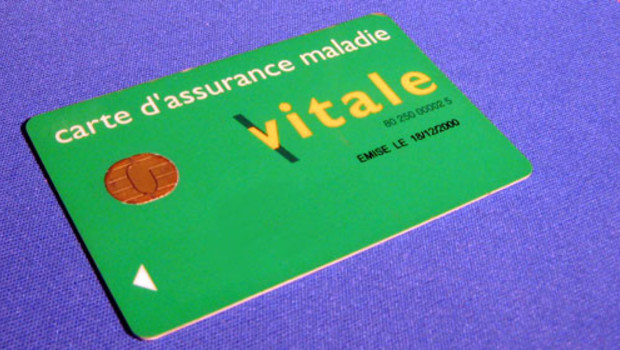 carte d'assurance maladie
Vitale
80 250 00002 5
EMISE LE 18/12/2000